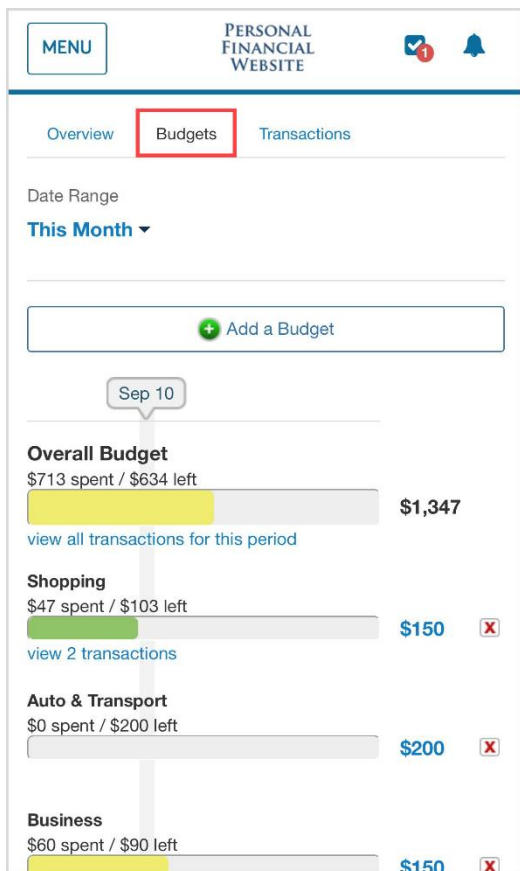 MENU
PERSONAL
FINANCIAL
WEBSITE
1
Overview Budgets Transactions
Date Range
This Month
Add a Budget
Sep 10
Overall Budget
$713 spent / $634 left
$1,347
view all transactions for this period
Shopping
$47 spent / $103 left
$150 X
view 2 transactions
Auto & Transport
$0 spent / $200 left
$200 X
Business
$60 spent / $90 left
$150 X